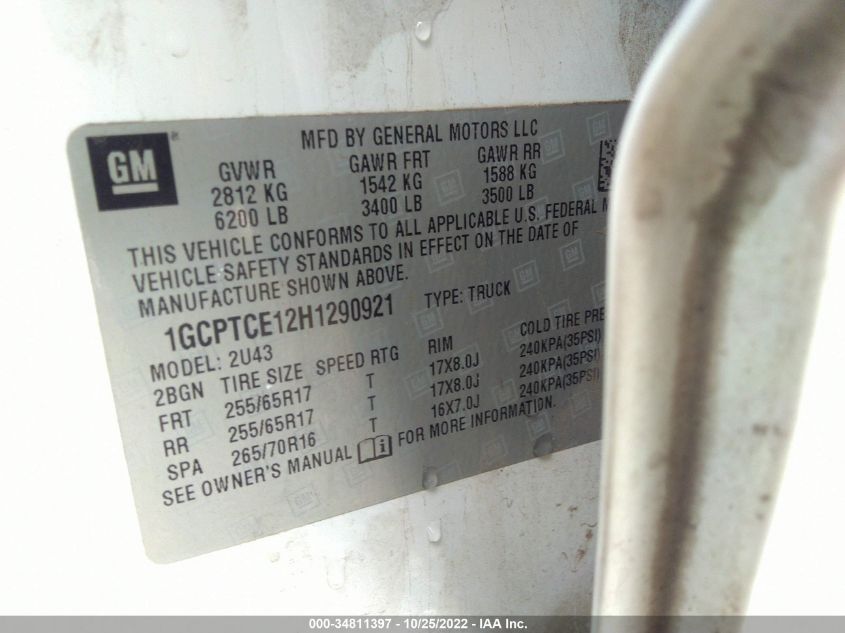 GM
MFD BY GENERAL MOTORS LLC
GVWR GAWR FRT GAWR RR
2812 KG 1542 KG 1588 KG
6200 LB 3400 LB 3500 LB
THIS VEHICLE CONFORMS TO ALL APPLICABLE U.S. FEDERAL
VEHICLE SAFETY STANDARDS IN EFFECT ON THE DATE OF
MANUFACTURE SHOWN ABOVE.
1GCPTCE12H1290921 TYPE: TRUCK
MODEL: 2U43
2BGN TIRE SIZE SPEED RTG RIM COLD TIRE PRE
FRT 255/65R17 T 17X8.0J 240KPA(35PSI)
RR 255/65R17 T 17X8.0J 240KPA(35PSI)
SPA 265/70R16 T 16X7.0J 240KPA(35PSI)
SEE OWNER'S MANUAL FOR MORE INFORMATION.
000-34811397 - 10/25/2022 - IAA Inc.